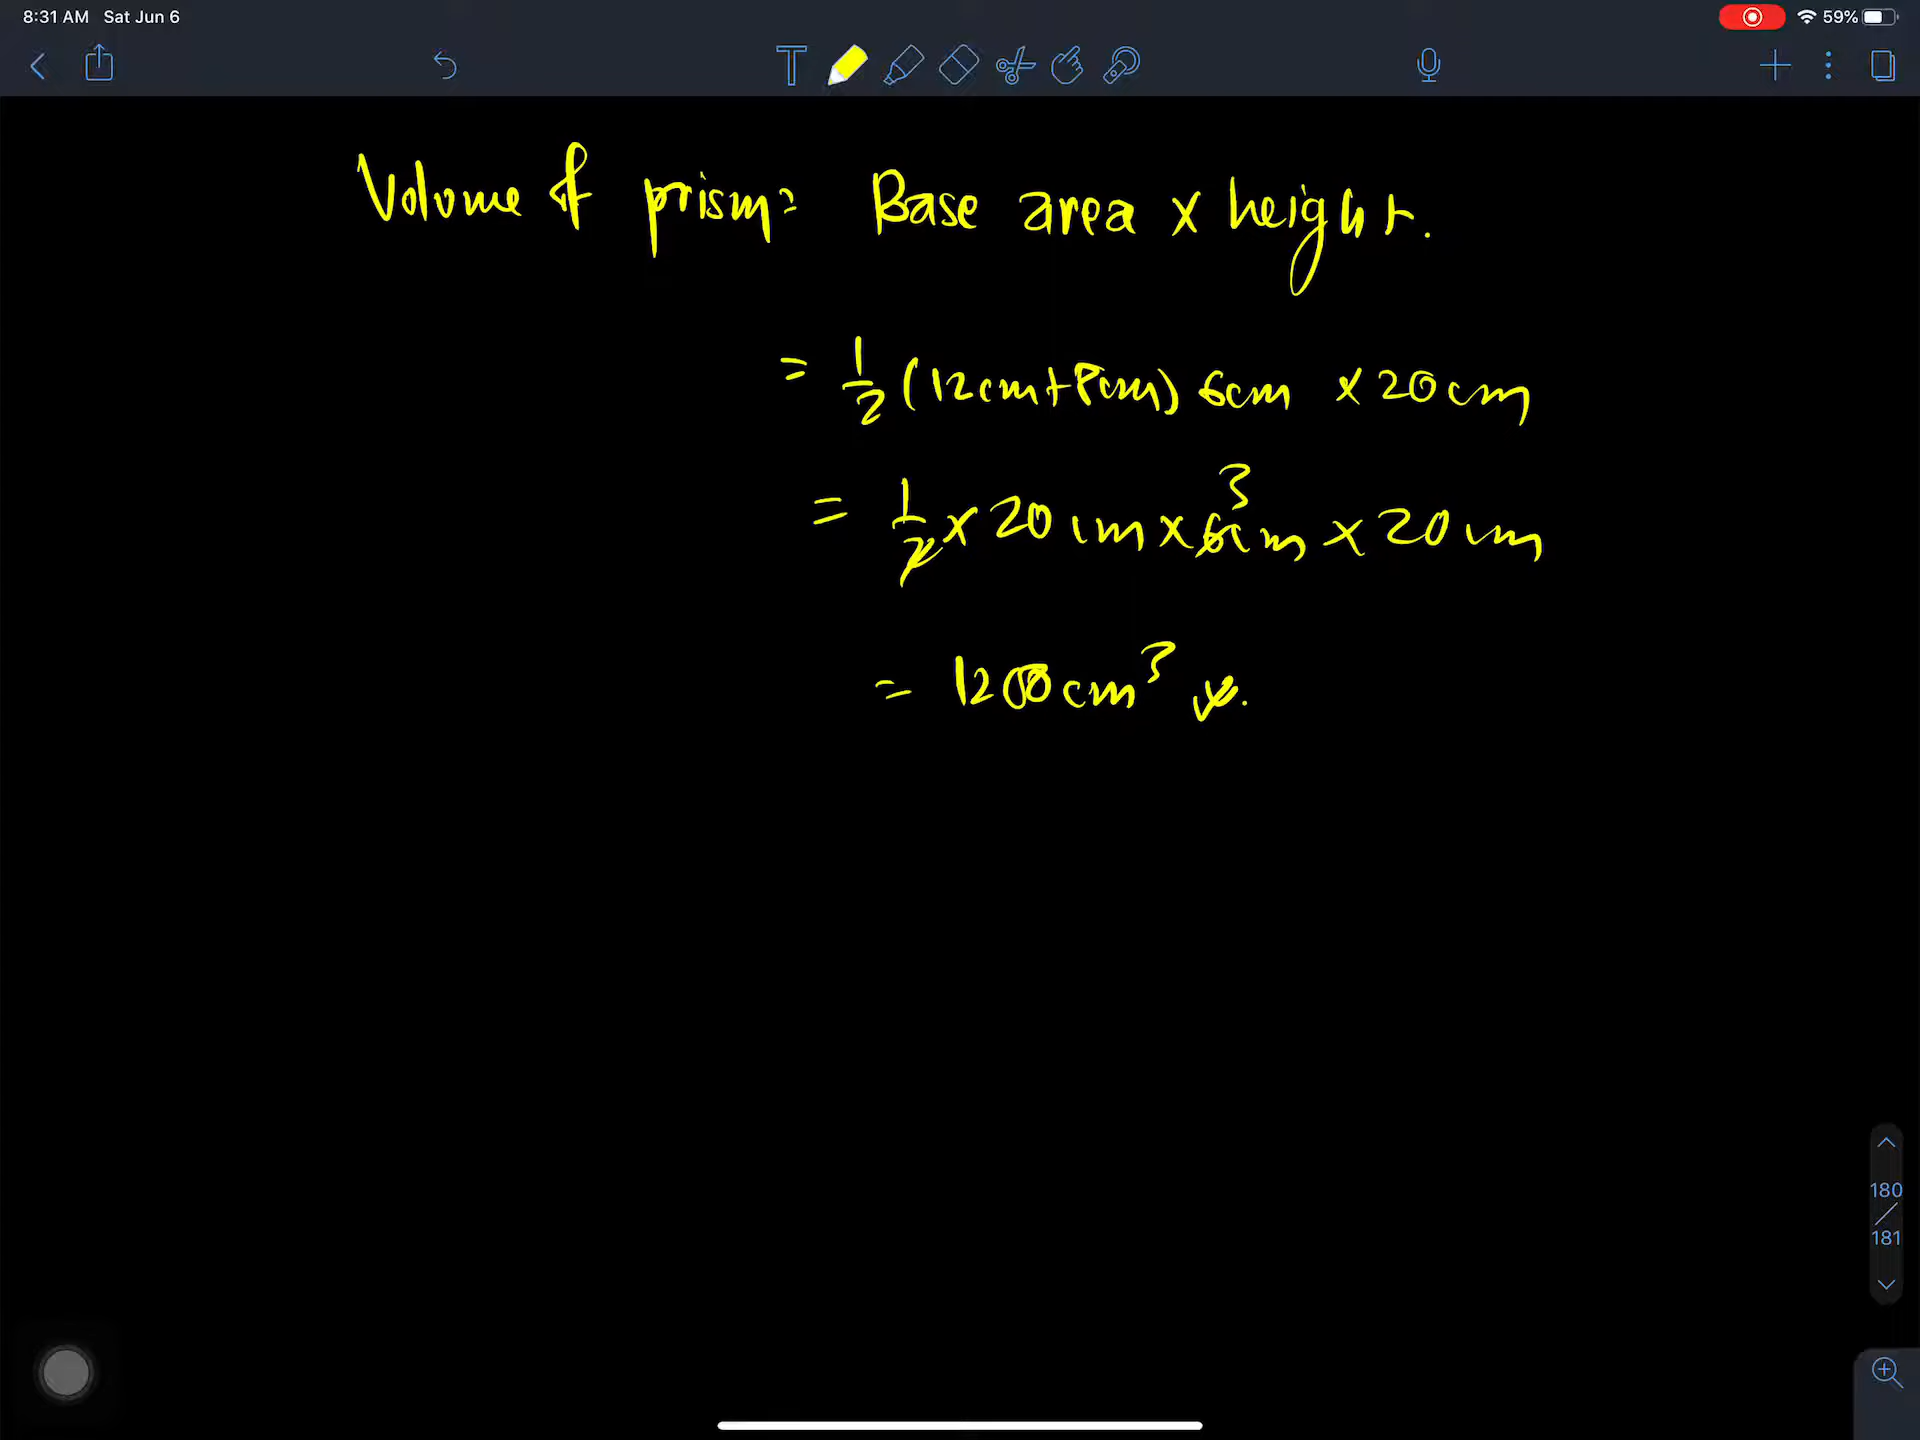 8:31 AM Sat Jun 6
59%
T
Volume of prism = Base area x height.
= 1/2 (12cm+8cm) 6cm x 20cm
= 1/2 x 20cm x 6cm x 20cm
3
= 1200cm³
180
/
181